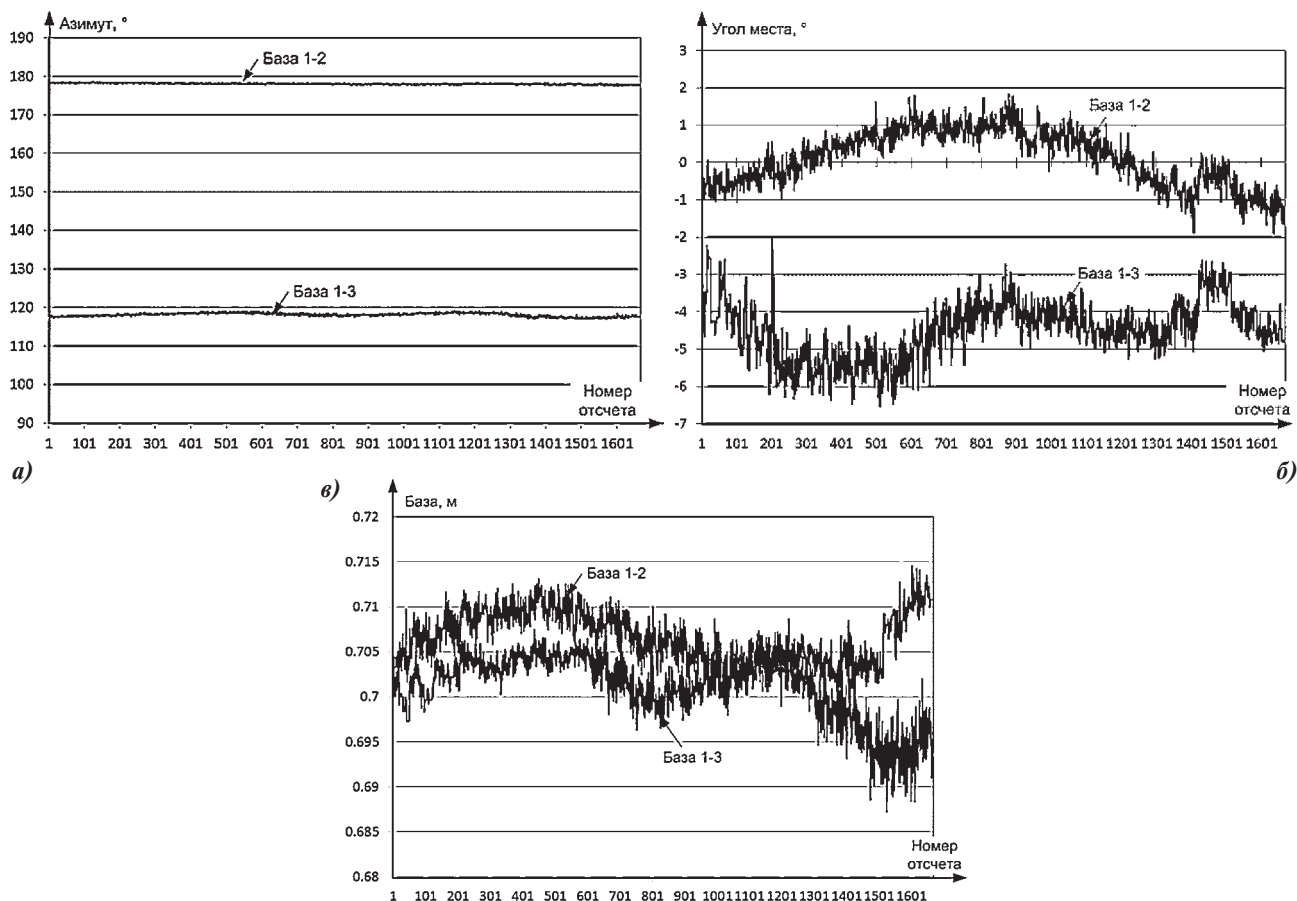 Азимут, °
190
180
170
160
150
140
130
120
110
100
90
База 1-2
База 1-3
Номер
отсчета
1 101 201 301 401 501 601 701 801 901 1001 1101 1201 1301 1401 1501 1601
а)
Угол места, °
3
2
1
0
-1
-2
-3
-4
-5
-6
-7
База 1-2
База 1-3
Номер
отсчета
1 101 201 301 401 501 601 701 801 901 1001 1101 1201 1301 1401 1501 1601
б)
в)
База, м
0.72
0.715
0.71
0.705
0.7
0.695
0.69
0.685
0.68
База 1-2
База 1-3
Номер
отсчета
1 101 201 301 401 501 601 701 801 901 1001 1101 1201 1301 1401 1501 1601